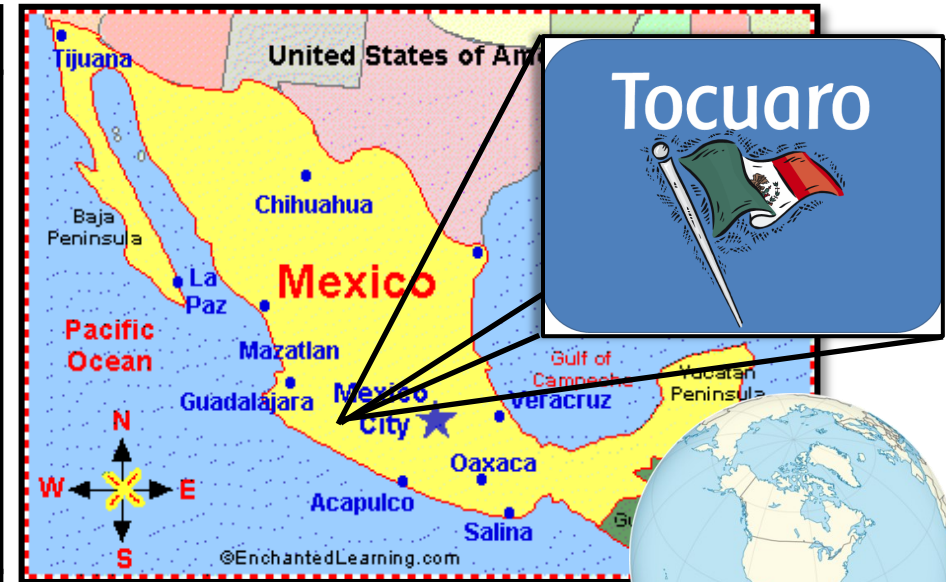 Tijuana
United States of Am
Tocuaro
Chihuahua
Baja
Peninsula
Mexico
La
Paz
Pacific
Ocean
Mazatlan
Gulf of
Campeche
Yucatan
Peninsula
Guadalajara
Mexico
City
Veracruz
N
W
E
S
Oaxaca
Acapulco
Salina
Gu
©EnchantedLearning.com